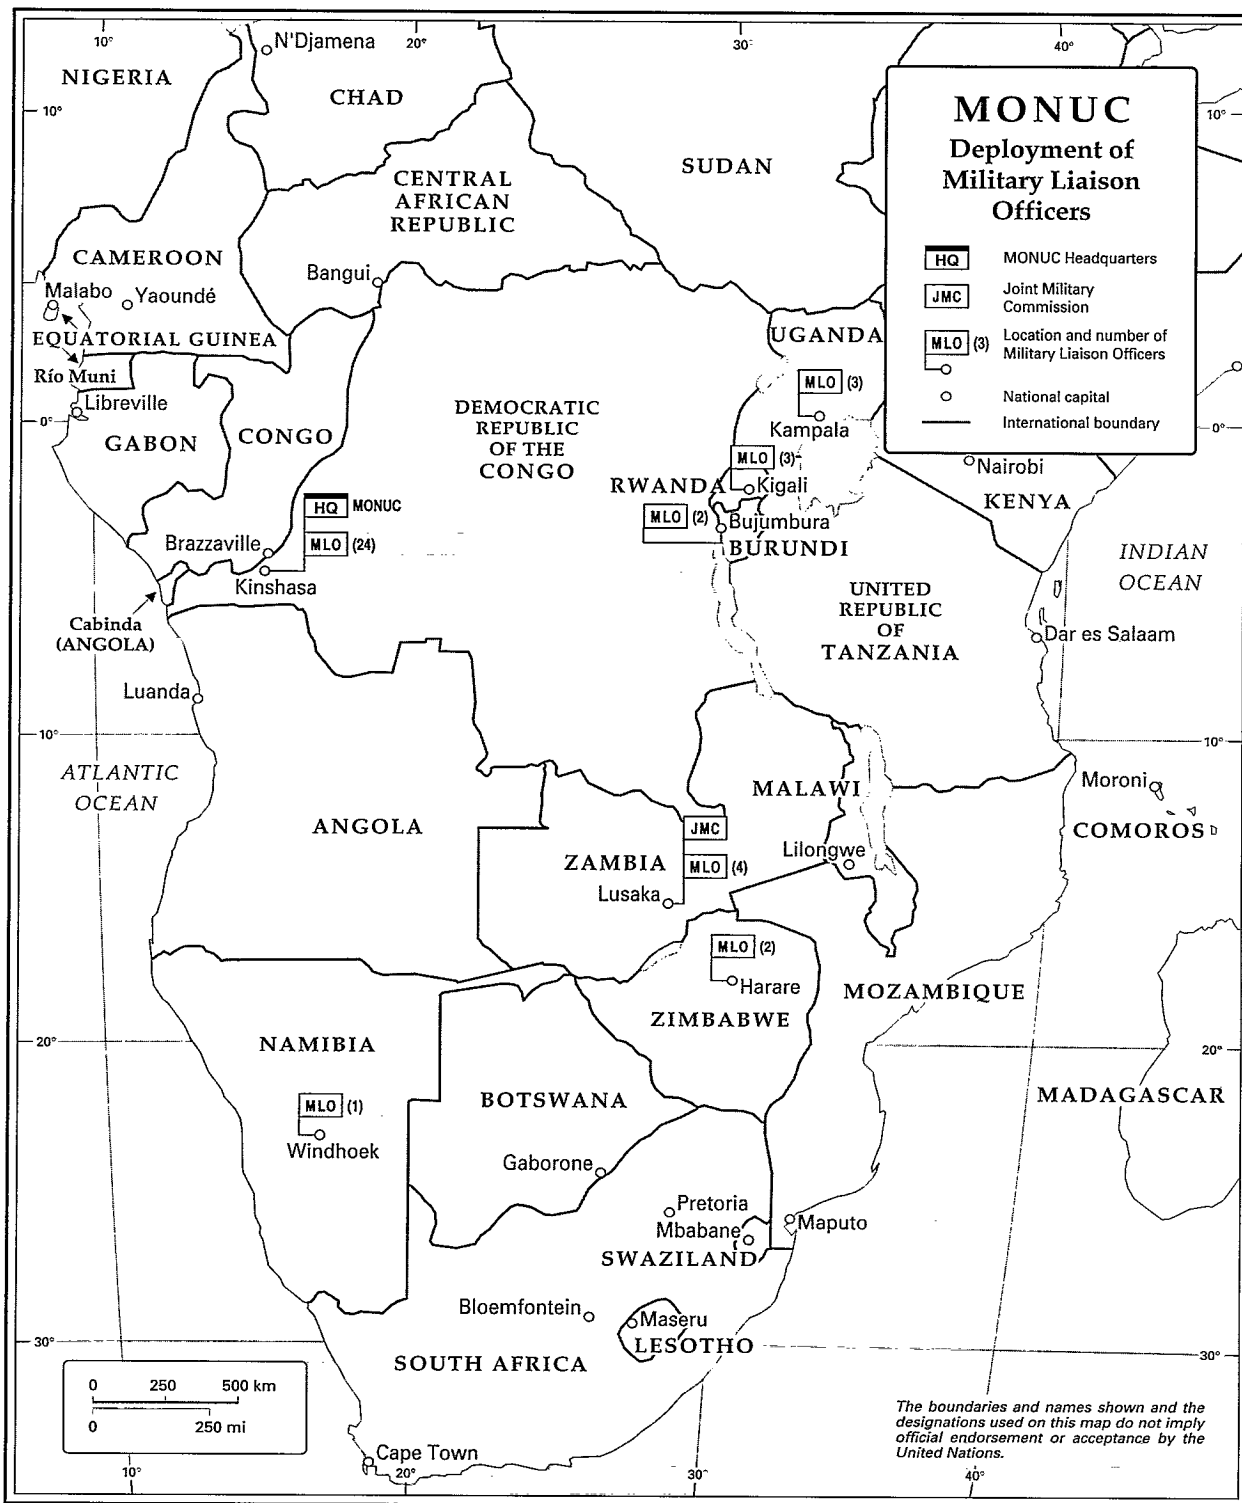 10°
20°
30°
40°
N'Djamena
NIGERIA
CHAD
10°
10°
MONUC
Deployment of
Military Liaison
Officers
HQ
MONUC Headquarters
JMC
Joint Military
Commission
MLO (3)
Location and number of
Military Liaison Officers
National capital
International boundary
SUDAN
CENTRAL
AFRICAN
REPUBLIC
CAMEROON
Bangui
Malabo
Yaoundé
EQUATORIAL GUINEA
Río Muni
UGANDA
Libreville
MLO (3)
Kampala
0°
0°
GABON
CONGO
DEMOCRATIC
REPUBLIC
OF THE
CONGO
MLO (3)
Nairobi
RWANDA
Kigali
KENYA
HQ MONUC
MLO (2)
Bujumbura
Brazzaville
MLO (24)
BURUNDI
INDIAN
OCEAN
Kinshasa
UNITED
REPUBLIC
OF
TANZANIA
Cabinda
(ANGOLA)
Dar es Salaam
Luanda
10°
10°
ATLANTIC
OCEAN
MALAWI
Moroni
ANGOLA
JMC
COMOROS
ZAMBIA
MLO (4)
Lilongwe
Lusaka
MLO (2)
Harare
MOZAMBIQUE
ZIMBABWE
20°
20°
NAMIBIA
MADAGASCAR
MLO (1)
BOTSWANA
Windhoek
Gaborone
Pretoria
Mbabane
Maputo
SWAZILAND
Bloemfontein
Maseru
LESOTHO
30°
30°
SOUTH AFRICA
0 250 500 km
0 250 mi
The boundaries and names shown and the
designations used on this map do not imply
official endorsement or acceptance by the
United Nations.
Cape Town
10°
20°
30°
40°